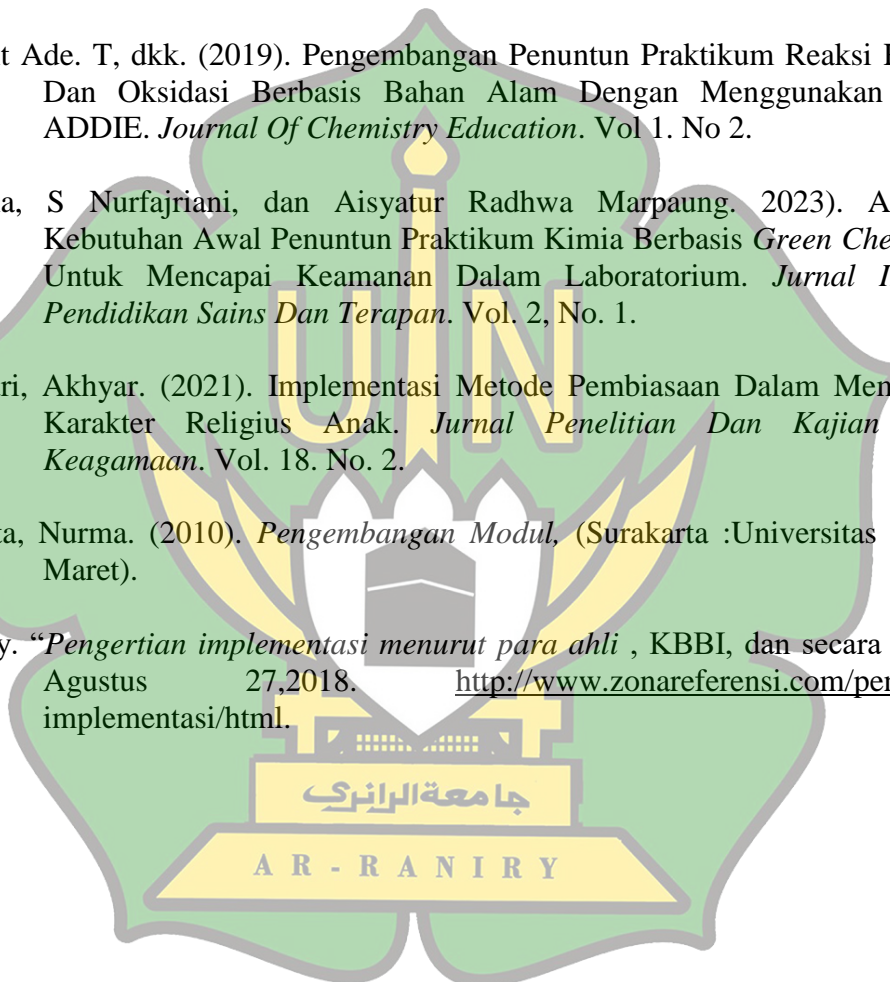 Ade. T, dkk. (2019). Pengembangan Penuntun Praktikum Reaksi
Dan Oksidasi Berbasis Bahan Alam Dengan Menggunakan
ADDIE. Journal Of Chemistry Education. Vol 1. No 2.
S Nurfajriani, dan Aisyatur Radhwa Marpaung. 2023).
Kebutuhan Awal Penuntun Praktikum Kimia Berbasis Green
Untuk Mencapai Keamanan Dalam Laboratorium. Jurnal
Pendidikan Sains Dan Terapan. Vol. 2, No. 1.
Akhyar. (2021). Implementasi Metode Pembiasaan Dalam
Karakter Religius Anak. Jurnal Penelitian Dan Kajian
Keagamaan. Vol. 18. No. 2.
Nurma. (2010). Pengembangan Modul, (Surakarta :Universitas
Maret).
“Pengertian implementasi menurut para ahli , KBBI, dan secara
Agustus 27,2018. http://www.zonareferensi.com/
implementasi/html.
UIN
جامعة الرانري
AR-RANIRY